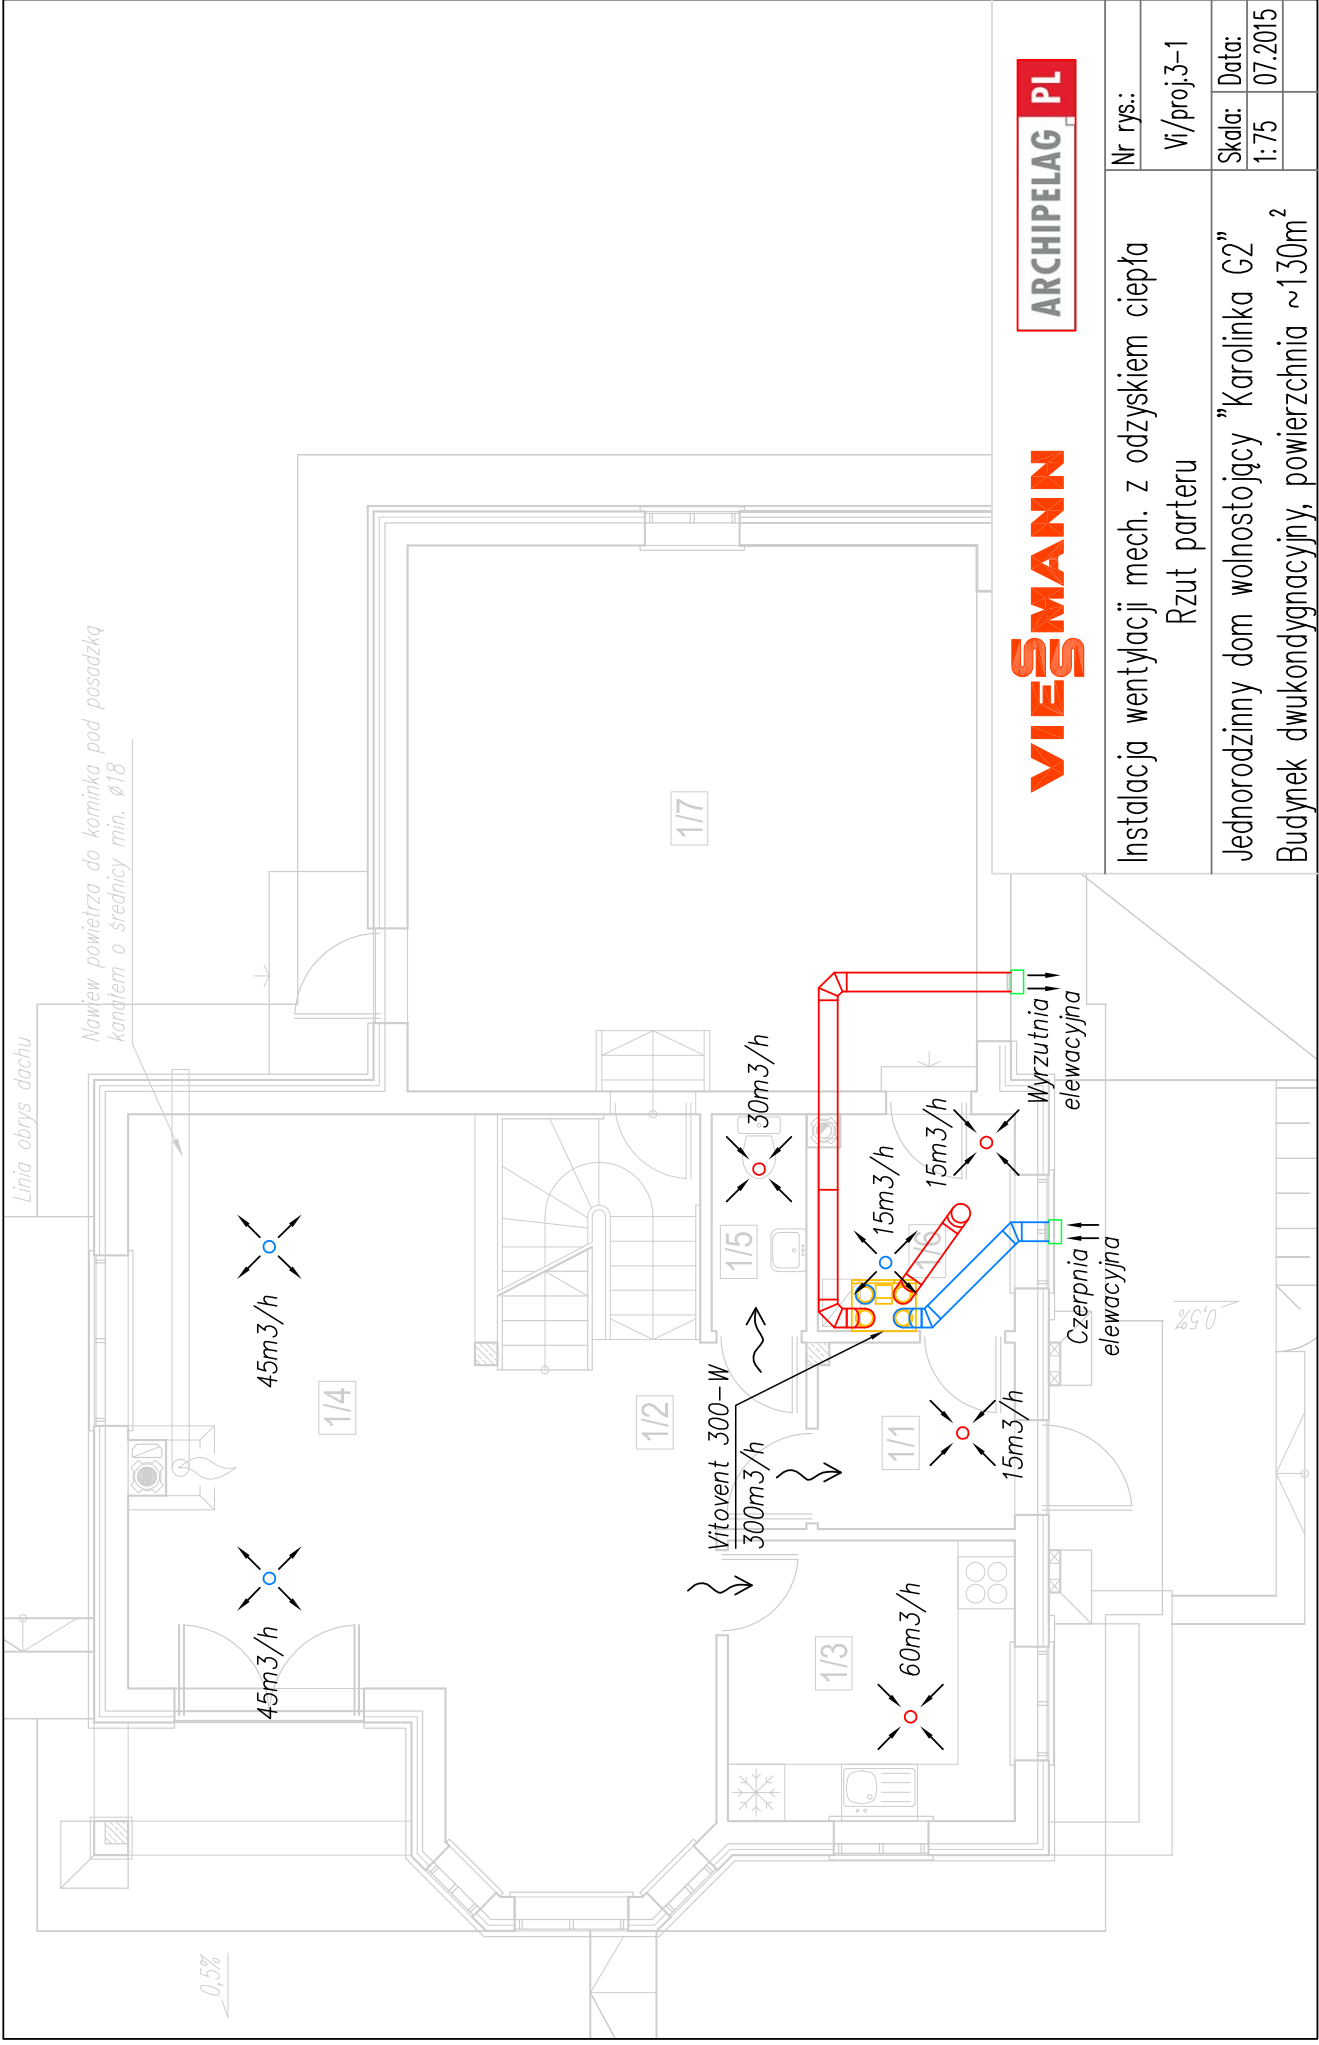 Linia obrys dachu
Nawiew powietrza do kominka pod posadzką
kanałem o średnicy min. ø18
0,5%
45m3/h
45m3/h
1/4
1/7
1/2
1/5
30m3/h
15m3/h
15m3/h
1/6
Vitovent 300-W
300m3/h
1/1
15m3/h
1/3
60m3/h
Wyrzutnia
elewacyjna
Czerpnia
elewacyjna
0,5%
VIESMANN
ARCHIPELAG PL
Instalacja wentylacji mech. z odzyskiem ciepła
Rzut parteru
Nr rys.:
Vi/proj.3-1
Jednorodzinny dom wolnostojący "Karolinka G2"
Budynek dwukondygnacyjny, powierzchnia ~130m²
Skala: Data:
1:75 07.2015